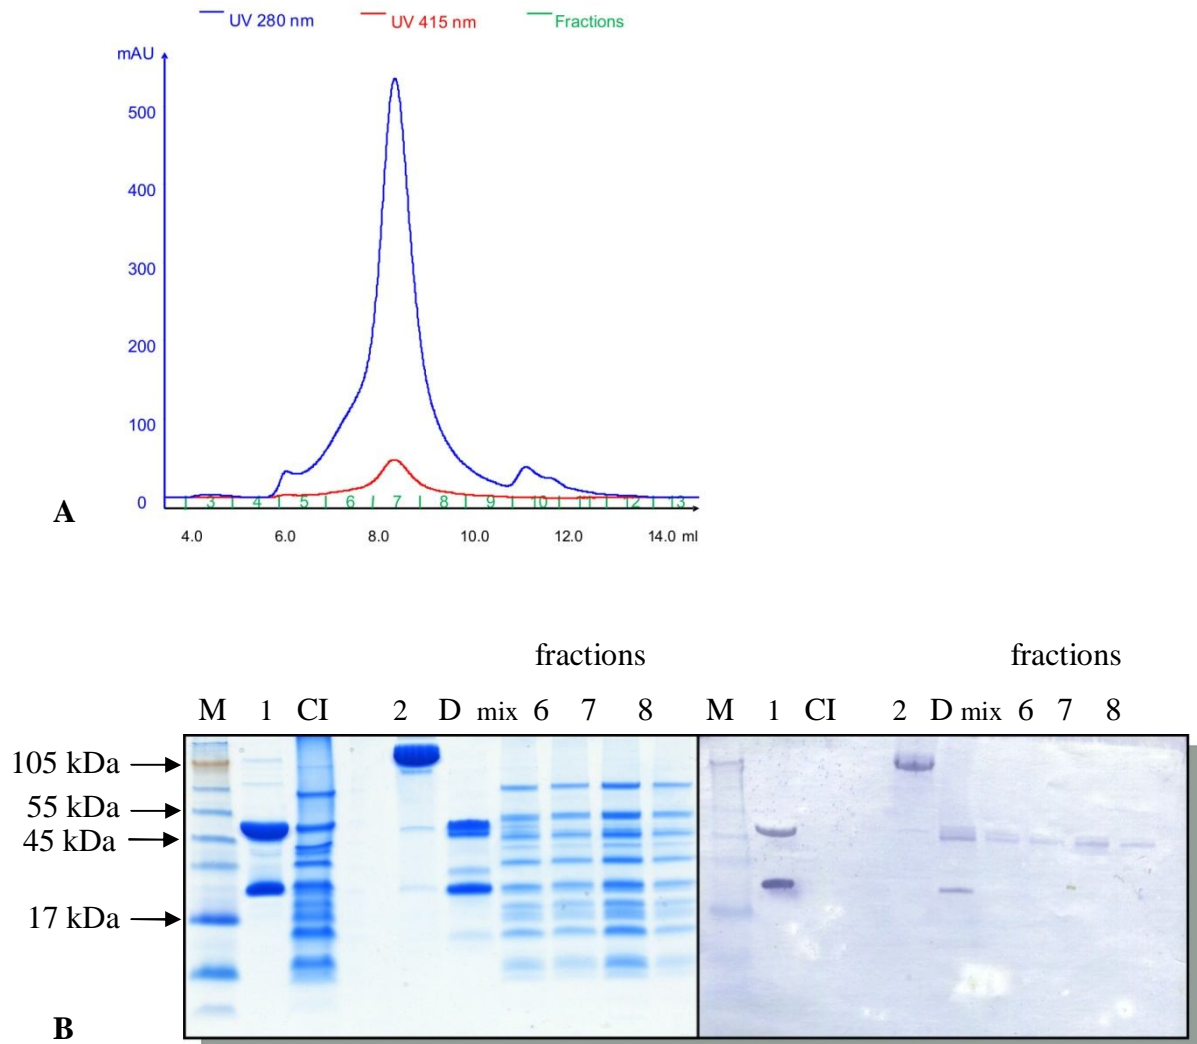 UV 280 nm UV 415 nm Fractions
mAU
500
400
300
200
100
0
3 4 5 6 7 8 9 10 12 13
A
4.0 6.0 8.0 10.0 12.0 14.0 ml
fractions fractions
M 1 CI 2 D mix 6 7 8 M 1 CI 2 D mix 6 7 8
105 kDa
55 kDa
45 kDa
17 kDa
B